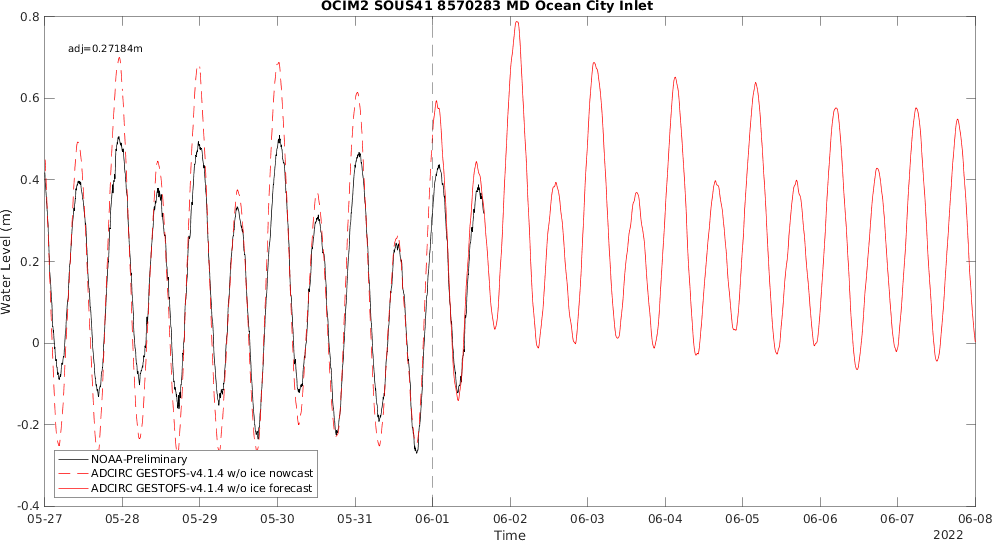 OCIM2 SOUS41 8570283 MD Ocean City Inlet
adj=0.27184m
0.8
0.6
0.4
0.2
0
-0.2
-0.4
Water Level (m)
NOAA-Preliminary
ADCIRC GESTOFS-v4.1.4 w/o ice nowcast
ADCIRC GESTOFS-v4.1.4 w/o ice forecast
05-27 05-28 05-29 05-30 05-31 06-01 06-02 06-03 06-04 06-05 06-06 06-07 06-08
Time
2022